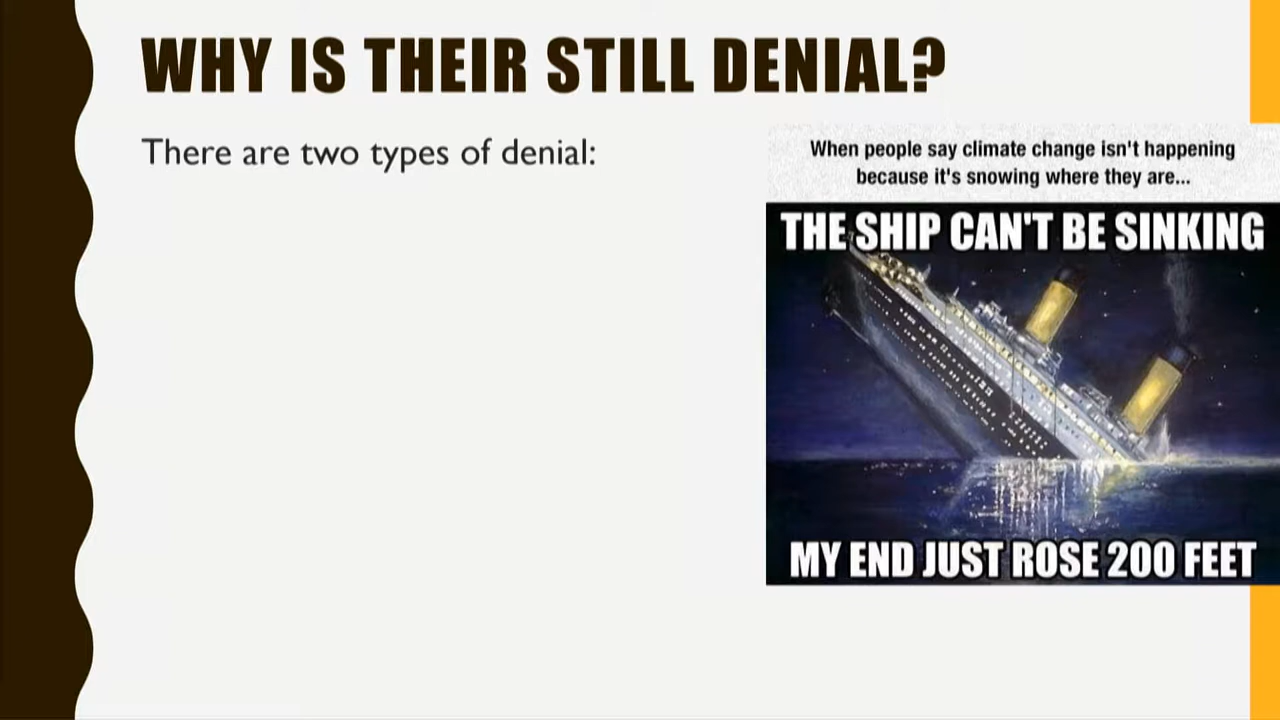 WHY IS THEIR STILL DENIAL?
There are two types of denial:
When people say climate change isn't happening
because it's snowing where they are...
THE SHIP CAN'T BE SINKING
MY END JUST ROSE 200 FEET